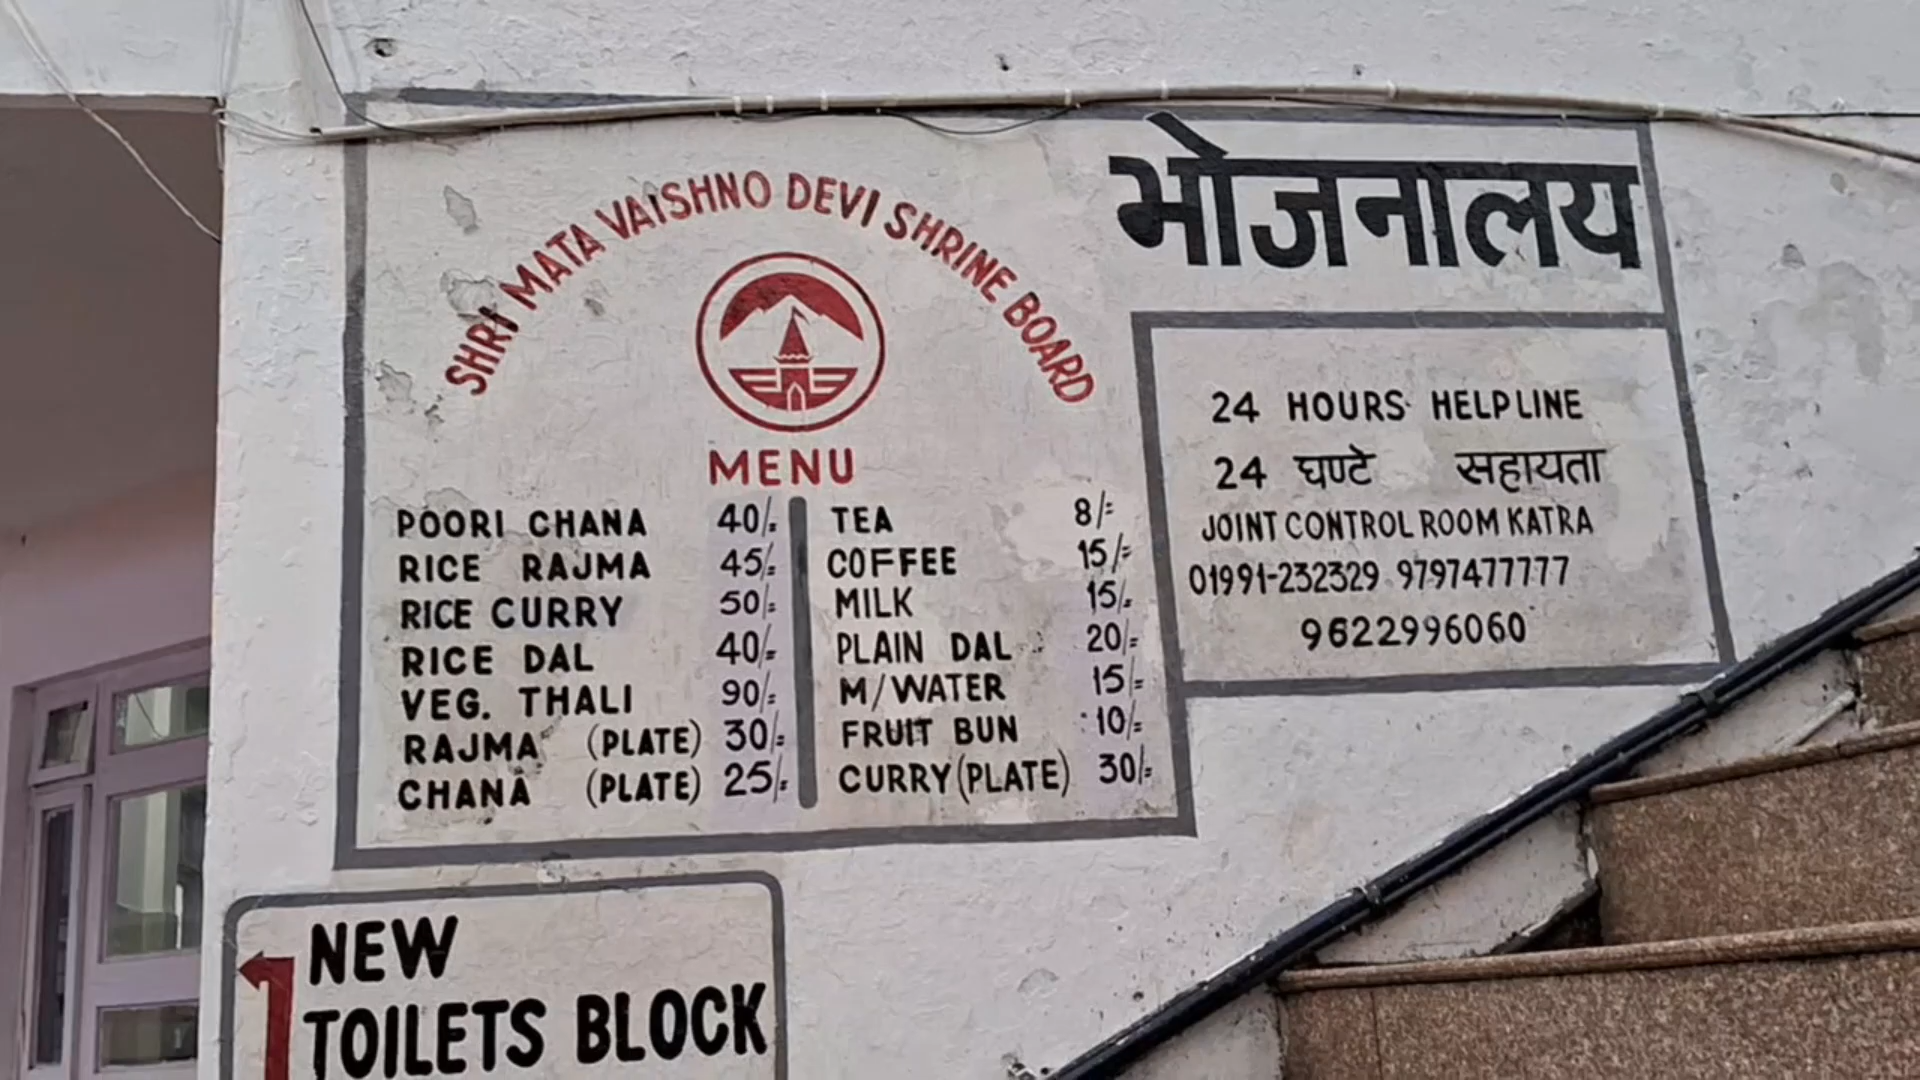 SHRI MATA VAISHNO DEVI SHRINE BOARD
भोजनालय
MENU
POORI CHANA 40/=
RICE RAJMA 45/=
RICE CURRY 50/=
RICE DAL 40/=
VEG. THALI 90/=
RAJMA (PLATE) 30/=
CHANA (PLATE) 25/=
TEA 8/=
COFFEE 15/=
MILK 15/=
PLAIN DAL 20/=
M/WATER 15/=
FRUIT BUN 10/=
CURRY (PLATE) 30/=
24 HOURS HELPLINE
24 घण्टे सहायता
JOINT CONTROL ROOM KATRA
01991-232329 9797477777
9622996060
NEW
TOILETS BLOCK